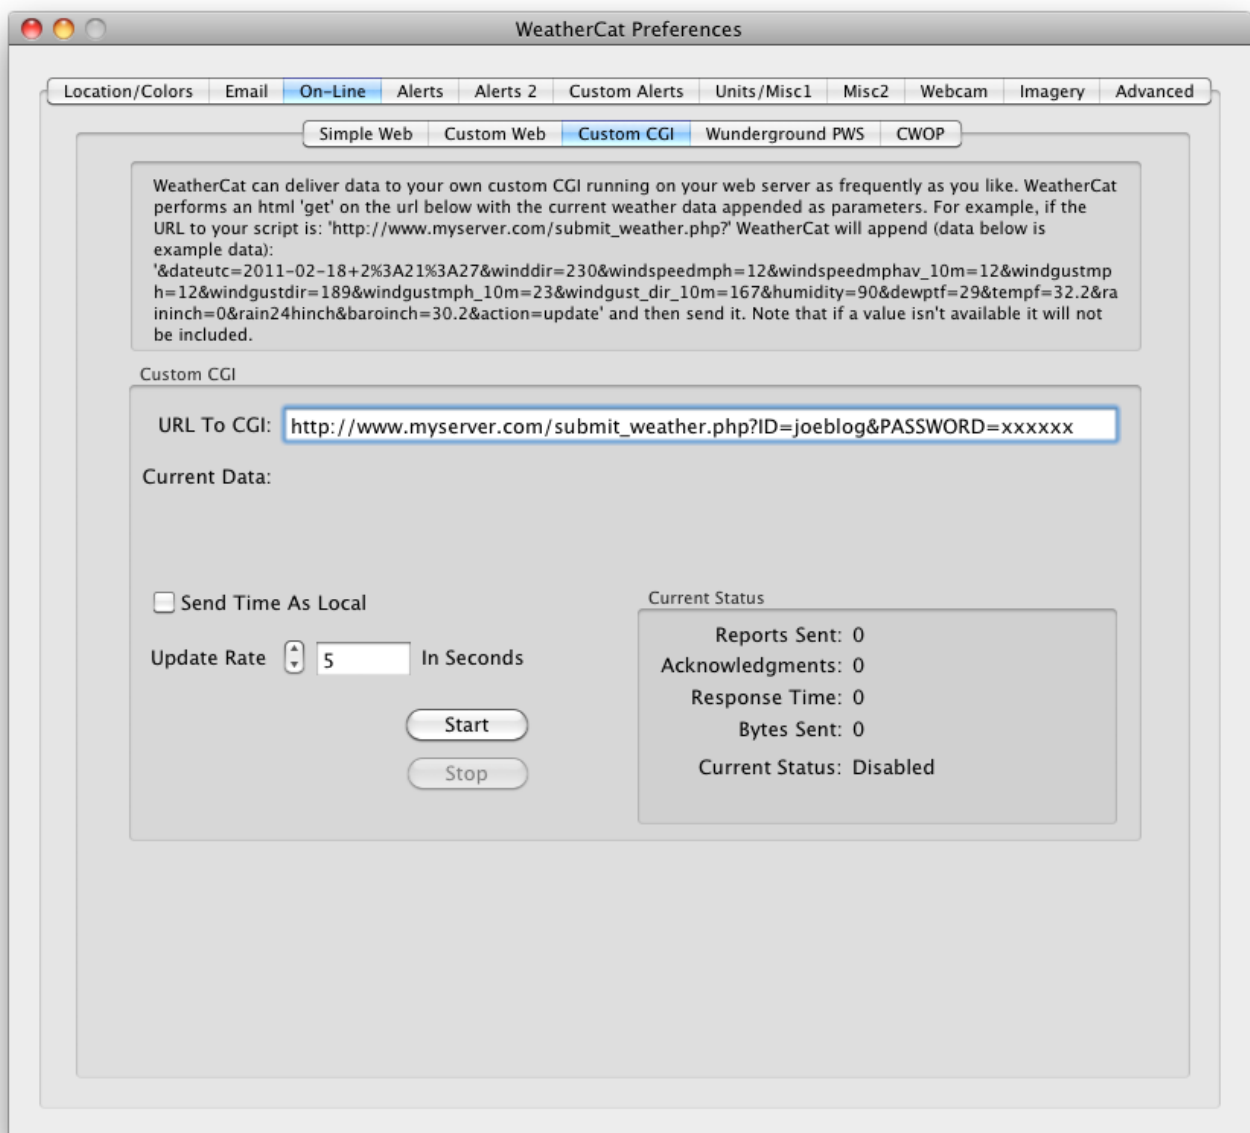 WeatherCat Preferences
Location/Colors Email On-Line Alerts Alerts 2 Custom Alerts Units/Misc1 Misc2 Webcam Imagery Advanced
Simple Web Custom Web Custom CGI Wunderground PWS CWOP
WeatherCat can deliver data to your own custom CGI running on your web server as frequently as you like. WeatherCat
performs an html 'get' on the url below with the current weather data appended as parameters. For example, if the
URL to your script is: 'http://www.myserver.com/submit_weather.php?' WeatherCat will append (data below is
example data):
'&dateutc=2011-02-18+2%3A21%3A27&winddir=230&windspeedmph=12&windspeedmphav_10m=12&windgustmp
h=12&windgustdir=189&windgustmph_10m=23&windgust_dir_10m=167&humidity=90&dewptf=29&tempf=32.2&ra
ininch=0&rain24hinch&baroinch=30.2&action=update' and then send it. Note that if a value isn't available it will not
be included.
Custom CGI
URL To CGI: http://www.myserver.com/submit_weather.php?ID=joeblog&PASSWORD=xxxxxx
Current Data:
Send Time As Local
Update Rate 5 In Seconds
Start
Stop
Current Status
Reports Sent: 0
Acknowledgments: 0
Response Time: 0
Bytes Sent: 0
Current Status: Disabled